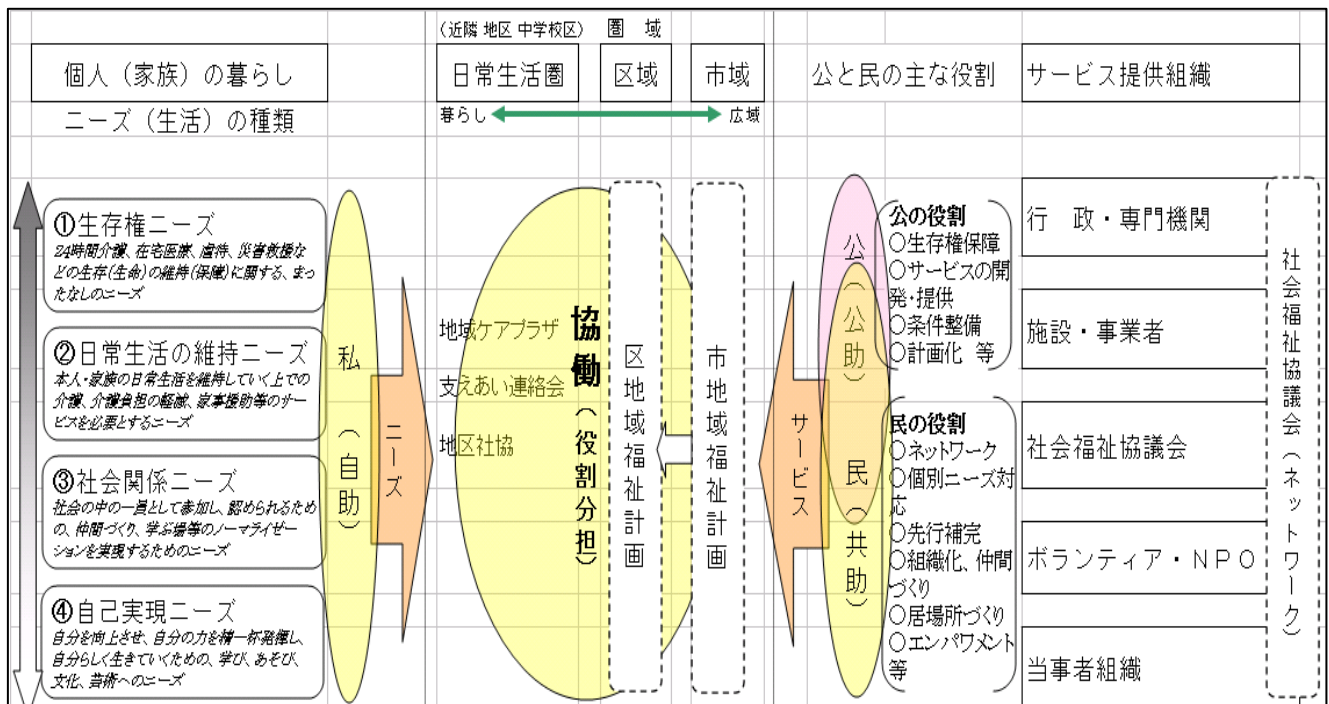 (近隣 地区 中学校区) 圏 域
個人（家族）の暮らし
日常生活圏
区域
市域
公と民の主な役割
サービス提供組織
ニーズ（生活）の種類
暮らし
広域
①生存権ニーズ
24時間介護、在宅医療、虐待、災害救援な
どの生存(生命)の維持(保障)に関する、まっ
たなしのニーズ
②日常生活の維持ニーズ
本人・家族の日常生活を維持していく上での
介護、介護負担の軽減、家事援助等のサー
ビスを必要とするニーズ
③社会関係ニーズ
社会の中の一員として参加し、認められるため
の、仲間づくり、学ぶ場等のノーマライゼー
ションを実現するためのニーズ
④自己実現ニーズ
自分を向上させ、自分の力を精一杯発揮し、
自分らしく生きていくための、学び、あそび、
文化、芸術へのニーズ
私（自助）
ニーズ
地域ケアプラザ
支えあい連絡会
地区社協
協働（役割分担）
区地域福祉計画
市地域福祉計画
サービス
公（公助）
民（共助）
公の役割
○生存権保障
○サービスの開
発・提供
○条件整備
○計画化 等
民の役割
○ネットワーク
○個別ニーズ対
応
○先行補完
○組織化、仲間
づくり
○居場所づくり
○エンパワメント
等
行 政・専門機関
施設・事業者
社会福祉協議会
ボランティア・ＮＰＯ
当事者組織
社会福祉協議会（ネットワーク）